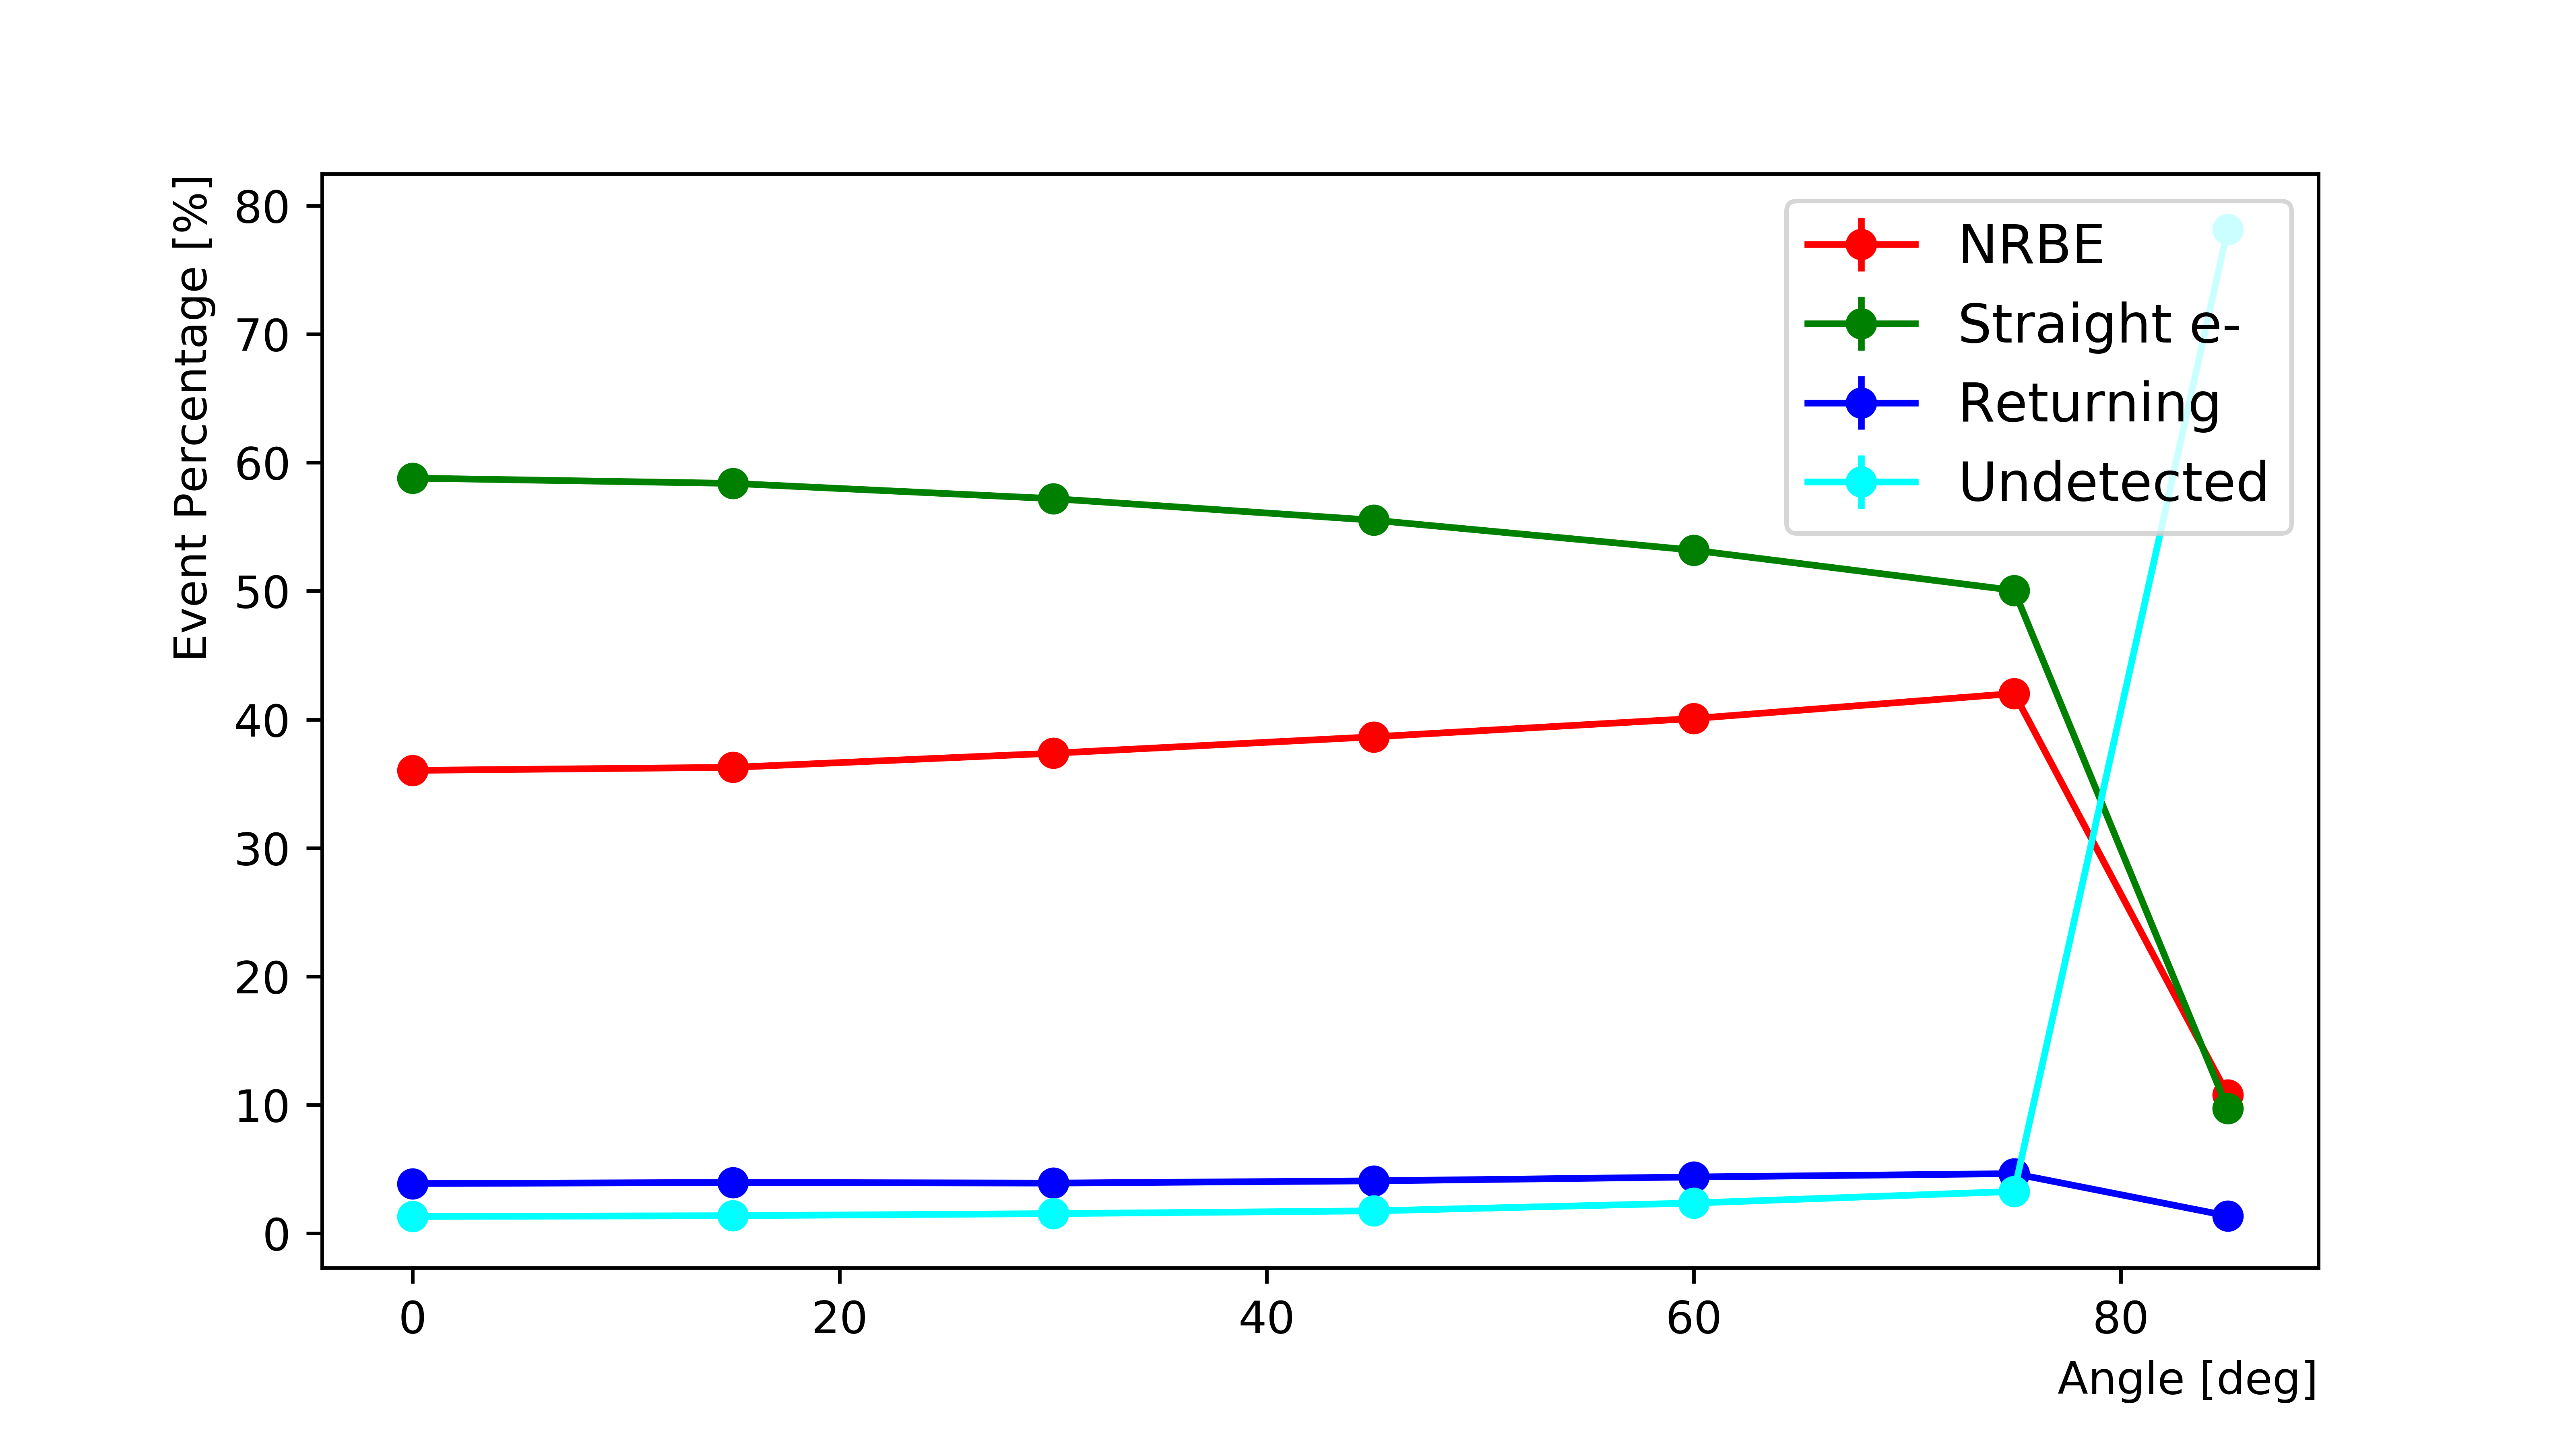 Event Percentage [%]
80
70
60
50
40
30
20
10
0
NRBE
Straight e-
Returning
Undetected
0 20 40 60 80
Angle [deg]